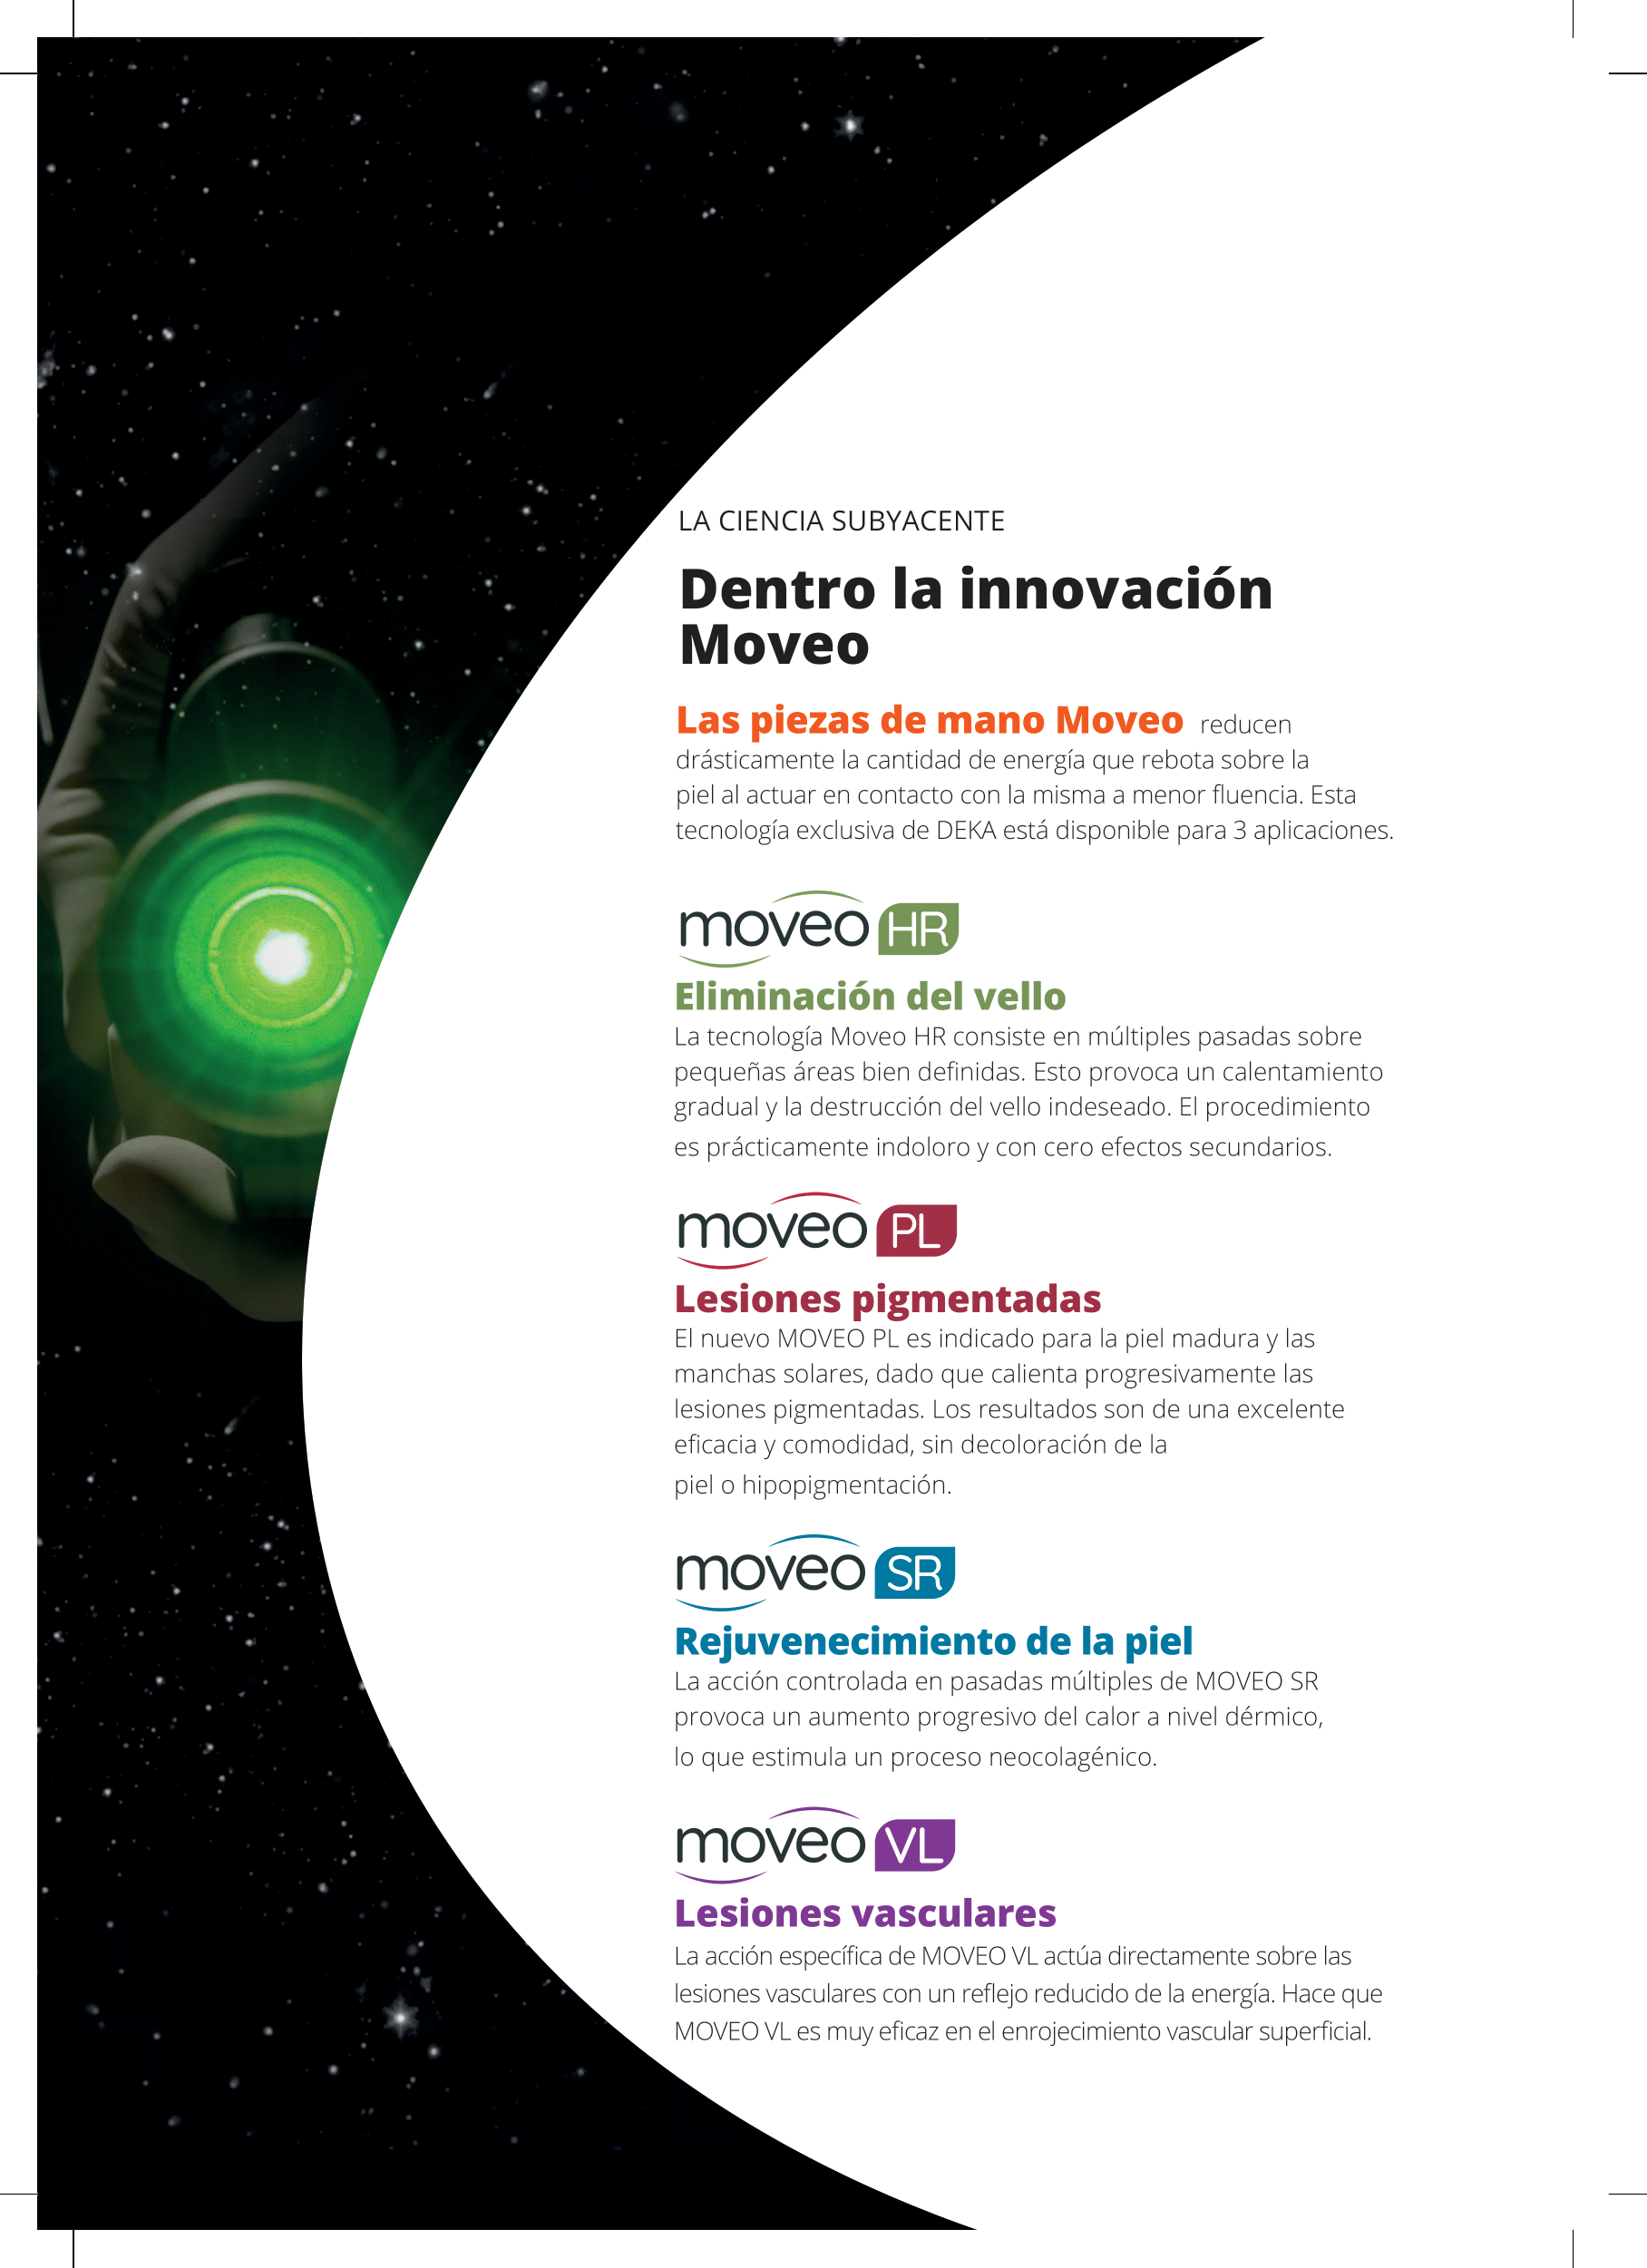 LA CIENCIA SUBYACENTE
Dentro la innovación
Moveo
Las piezas de mano Moveo reducen
drásticamente la cantidad de energía que rebota sobre la
piel al actuar en contacto con la misma a menor fluencia. Esta
tecnología exclusiva de DEKA está disponible para 3 aplicaciones.
moveo HR
Eliminación del vello
La tecnología Moveo HR consiste en múltiples pasadas sobre
pequeñas áreas bien definidas. Esto provoca un calentamiento
gradual y la destrucción del vello indeseado. El procedimiento
es prácticamente indoloro y con cero efectos secundarios.
moveo PL
Lesiones pigmentadas
El nuevo MOVEO PL es indicado para la piel madura y las
manchas solares, dado que calienta progresivamente las
lesiones pigmentadas. Los resultados son de una excelente
eficacia y comodidad, sin decoloración de la
piel o hipopigmentación.
moveo SR
Rejuvenecimiento de la piel
La acción controlada en pasadas múltiples de MOVEO SR
provoca un aumento progresivo del calor a nivel dérmico,
lo que estimula un proceso neocolagénico.
moveo VL
Lesiones vasculares
La acción específica de MOVEO VL actúa directamente sobre las
lesiones vasculares con un reflejo reducido de la energía. Hace que
MOVEO VL es muy eficaz en el enrojecimiento vascular superficial.